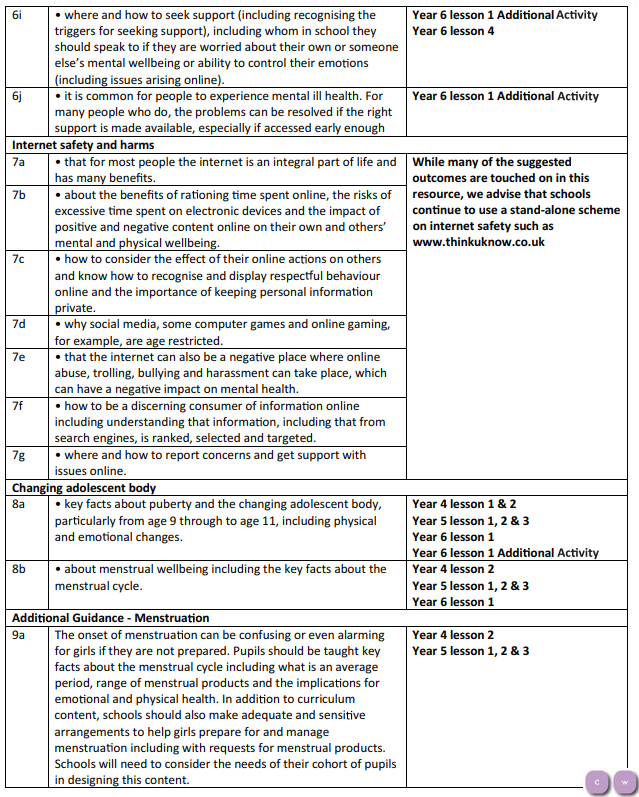 6i
• where and how to seek support (including recognising the
triggers for seeking support), including whom in school they
should speak to if they are worried about their own or someone
else's mental wellbeing or ability to control their emotions
(including issues arising online).
Year 6 lesson 1 Additional Activity
Year 6 lesson 4
6j
• it is common for people to experience mental ill health. For
many people who do, the problems can be resolved if the right
support is made available, especially if accessed early enough
Year 6 lesson 1 Additional Activity
Internet safety and harms
7a
• that for most people the internet is an integral part of life and
has many benefits.
While many of the suggested
outcomes are touched on in this
resource, we advise that schools
continue to use a stand-alone scheme
on internet safety such as
www.thinkuknow.co.uk
7b
• about the benefits of rationing time spent online, the risks of
excessive time spent on electronic devices and the impact of
positive and negative content online on their own and others'
mental and physical wellbeing.
7c
• how to consider the effect of their online actions on others
and know how to recognise and display respectful behaviour
online and the importance of keeping personal information
private.
7d
• why social media, some computer games and online gaming,
for example, are age restricted.
7e
• that the internet can also be a negative place where online
abuse, trolling, bullying and harassment can take place, which
can have a negative impact on mental health.
7f
• how to be a discerning consumer of information online
including understanding that information, including that from
search engines, is ranked, selected and targeted.
7g
• where and how to report concerns and get support with
issues online.
Changing adolescent body
8a
• key facts about puberty and the changing adolescent body,
particularly from age 9 through to age 11, including physical
and emotional changes.
Year 4 lesson 1 & 2
Year 5 lesson 1, 2 & 3
Year 6 lesson 1
Year 6 lesson 1 Additional Activity
8b
• about menstrual wellbeing including the key facts about the
menstrual cycle.
Year 4 lesson 2
Year 5 lesson 1, 2 & 3
Year 6 lesson 1
Additional Guidance - Menstruation
9a
The onset of menstruation can be confusing or even alarming
for girls if they are not prepared. Pupils should be taught key
facts about the menstrual cycle including what is an average
period, range of menstrual products and the implications for
emotional and physical health. In addition to curriculum
content, schools should also make adequate and sensitive
arrangements to help girls prepare for and manage
menstruation including with requests for menstrual products.
Schools will need to consider the needs of their cohort of pupils
in designing this content.
Year 4 lesson 2
Year 5 lesson 1, 2 & 3
C W